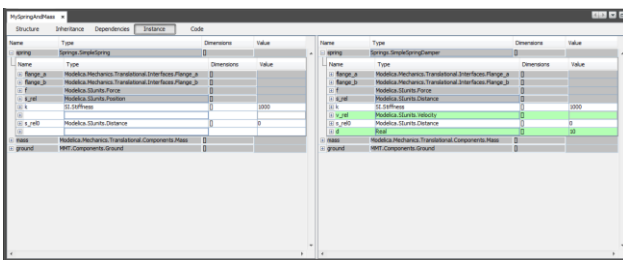 MySpringAndMass
Structure Inheritance Dependencies Instance Code
Name Type Dimensions Value
spring Springs.SimpleSpring []
Name Type Dimensions Value
flange_a Modelica.Mechanics.Translational.Interfaces.Flange_a []
flange_b Modelica.Mechanics.Translational.Interfaces.Flange_b []
f Modelica.SIunits.Force []
s_rel Modelica.SIunits.Position []
k SI.Stiffness [] 1000
s_rel0 Modelica.SIunits.Distance [] 0
mass Modelica.Mechanics.Translational.Components.Mass []
ground MMT.Components.Ground []
Name Type Dimensions Value
spring Springs.SimpleSpringDamper []
Name Type Dimensions Value
flange_a Modelica.Mechanics.Translational.Interfaces.Flange_a []
flange_b Modelica.Mechanics.Translational.Interfaces.Flange_b []
f Modelica.SIunits.Force []
s_rel Modelica.SIunits.Distance []
k SI.Stiffness [] 1000
v_rel Modelica.SIunits.Velocity []
s_rel0 Modelica.SIunits.Distance [] 0
d Real [] 10
mass Modelica.Mechanics.Translational.Components.Mass []
ground MMT.Components.Ground []